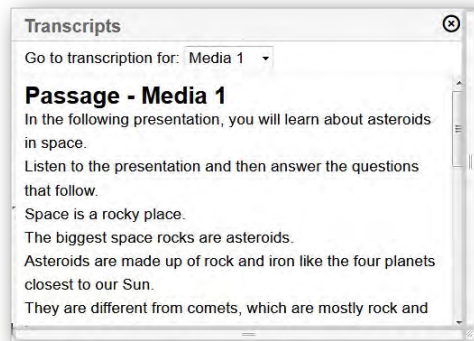 Transcripts
Go to transcription for: Media 1
Passage - Media 1
In the following presentation, you will learn about asteroids
in space.
Listen to the presentation and then answer the questions
that follow.
Space is a rocky place.
The biggest space rocks are asteroids.
Asteroids are made up of rock and iron like the four planets
closest to our Sun.
They are different from comets, which are mostly rock and